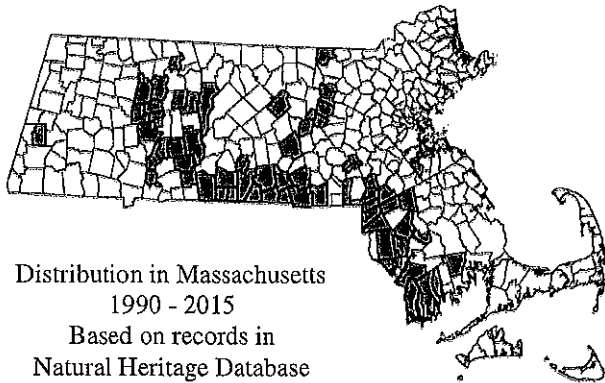 Distribution in Massachusetts
1990 - 2015
Based on records in
Natural Heritage Database